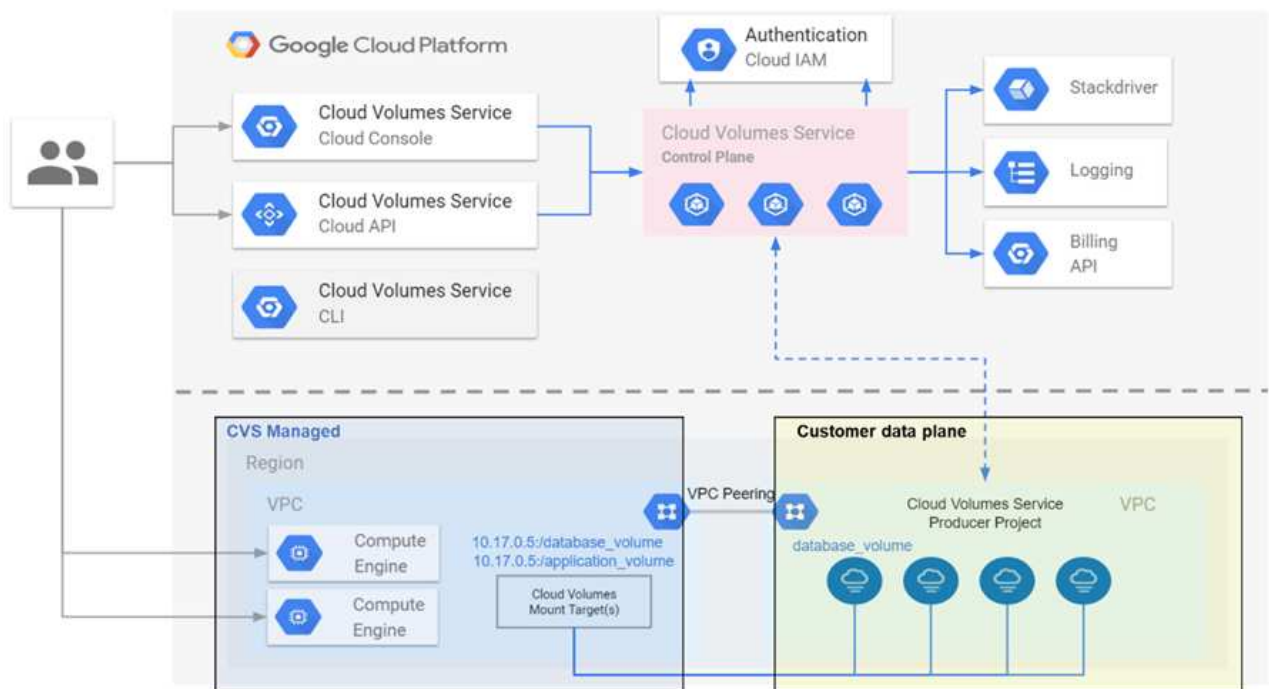 Google Cloud Platform
Authentication
Cloud IAM
Cloud Volumes Service
Cloud Console
Cloud Volumes Service
Cloud API
Cloud Volumes Service
CLI
Cloud Volumes Service
Control Plane
Stackdriver
Logging
Billing
API
CVS Managed
Region
VPC
Compute
Engine
Compute
Engine
10.17.0.5:/database_volume
10.17.0.5:/application_volume
Cloud Volumes
Mount Target(s)
VPC Peering
Customer data plane
Cloud Volumes Service
Producer Project
VPC
database_volume